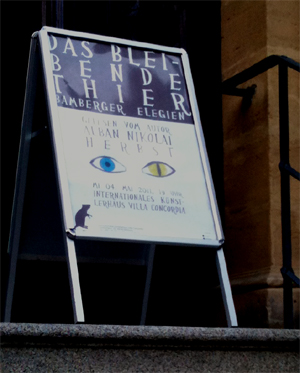 DAS BLEI-
BENDE
THIER
BAMBERGER ELEGIEN
GELESEN VOM AUTOR
ALBAN NIKOLAI
HERBST
INTERNATIONALES KÜNST
LERHAUS VILLA CONCORDIA